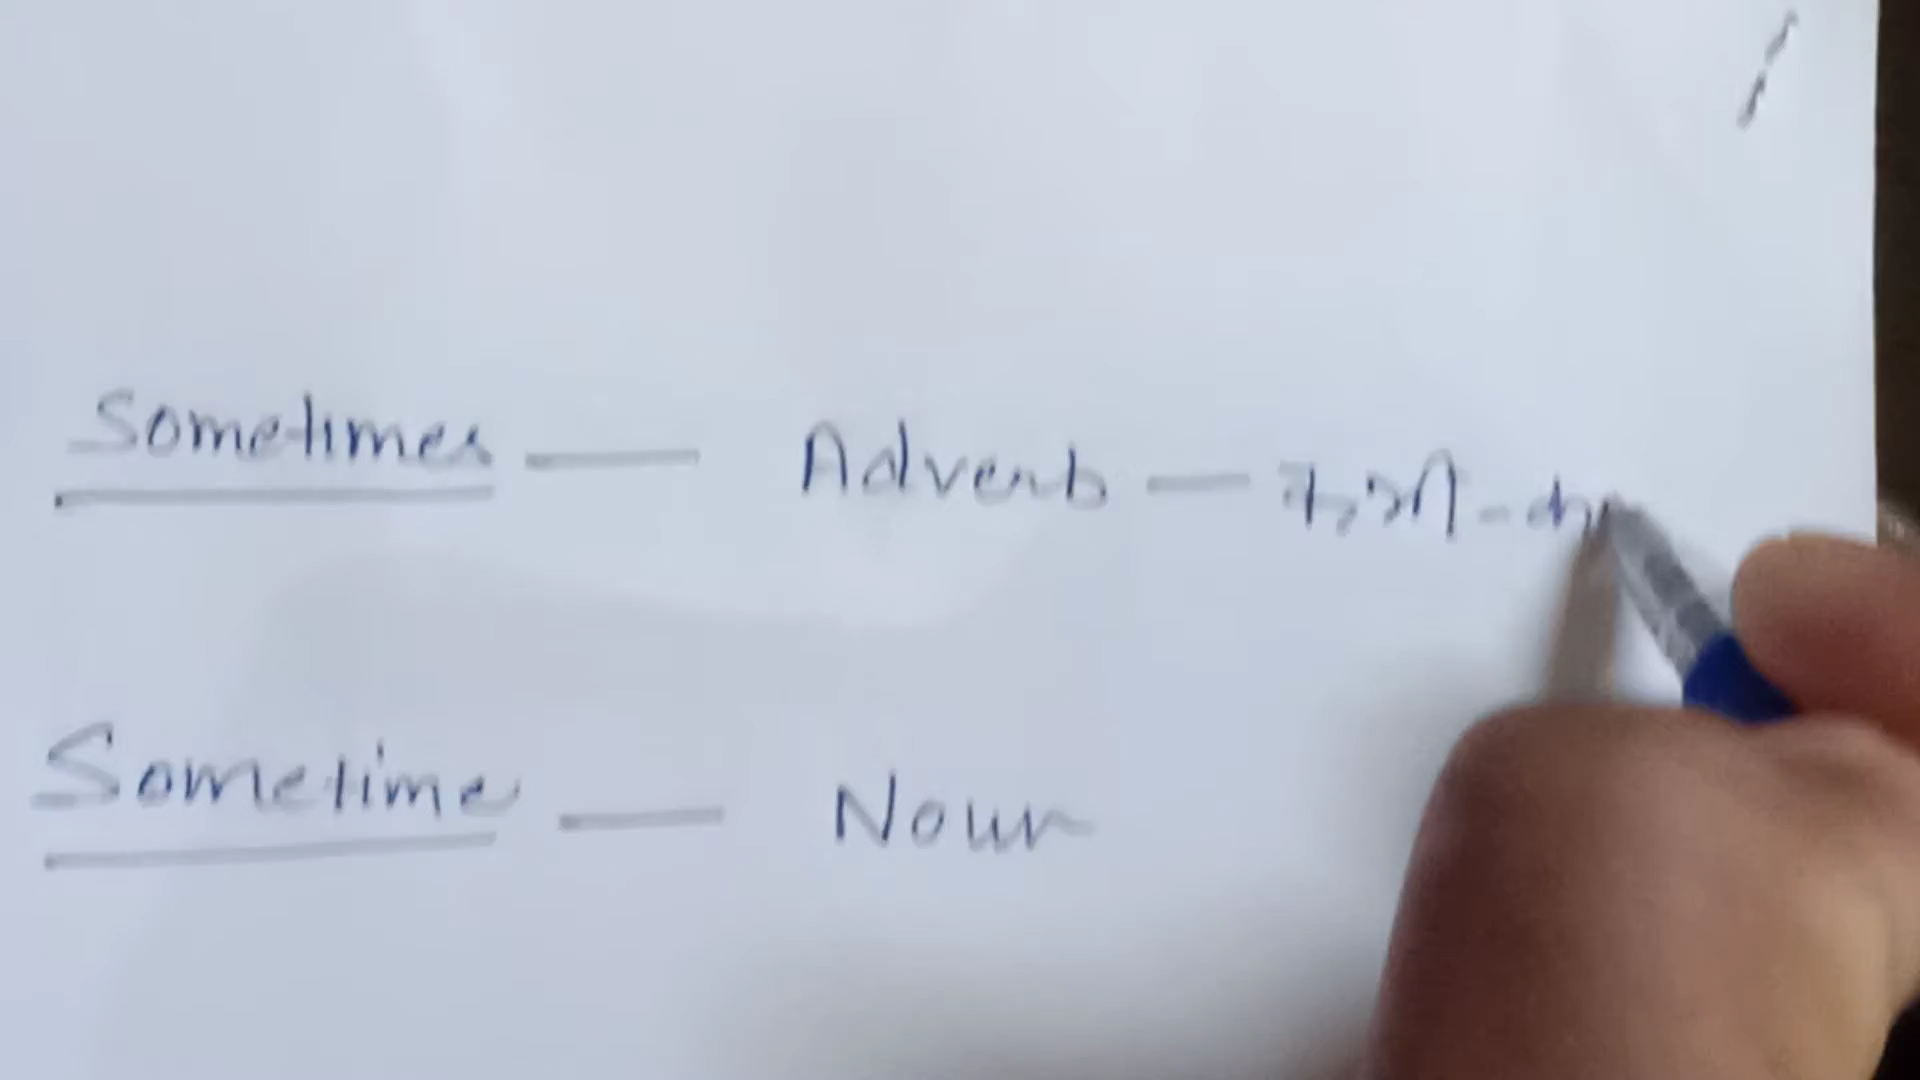 Sometimes — Adverb —
Sometime — Noun